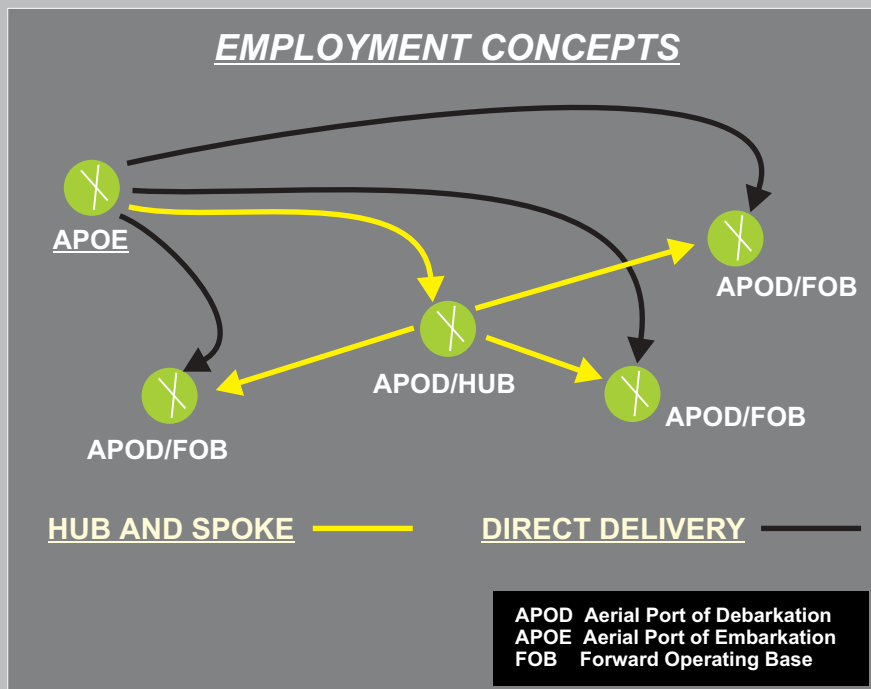 EMPLOYMENT CONCEPTS
APOE
APOD/FOB
APOD/HUB
APOD/FOB
APOD/FOB
HUB AND SPOKE
DIRECT DELIVERY
APOD Aerial Port of Debarkation
APOE Aerial Port of Embarkation
FOB Forward Operating Base